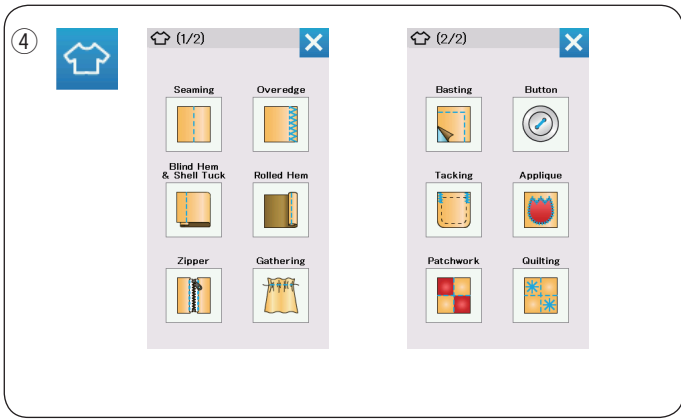 ④
(1/2)
Seaming Overedge
Blind Hem
& Shell Tuck
Rolled Hem
Zipper Gathering
(2/2)
Basting Button
Tacking Applique
Patchwork Quilting